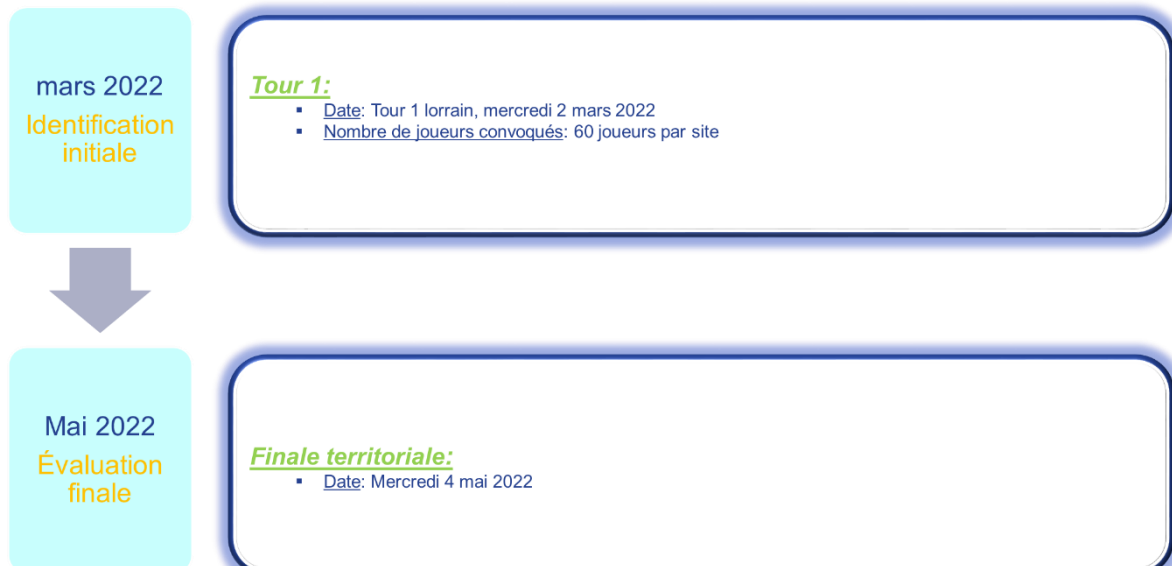 mars 2022
Identification
initiale
Tour 1:
▪ Date: Tour 1 lorrain, mercredi 2 mars 2022
▪ Nombre de joueurs convoqués: 60 joueurs par site
Mai 2022
Évaluation
finale
Finale territoriale:
▪ Date: Mercredi 4 mai 2022